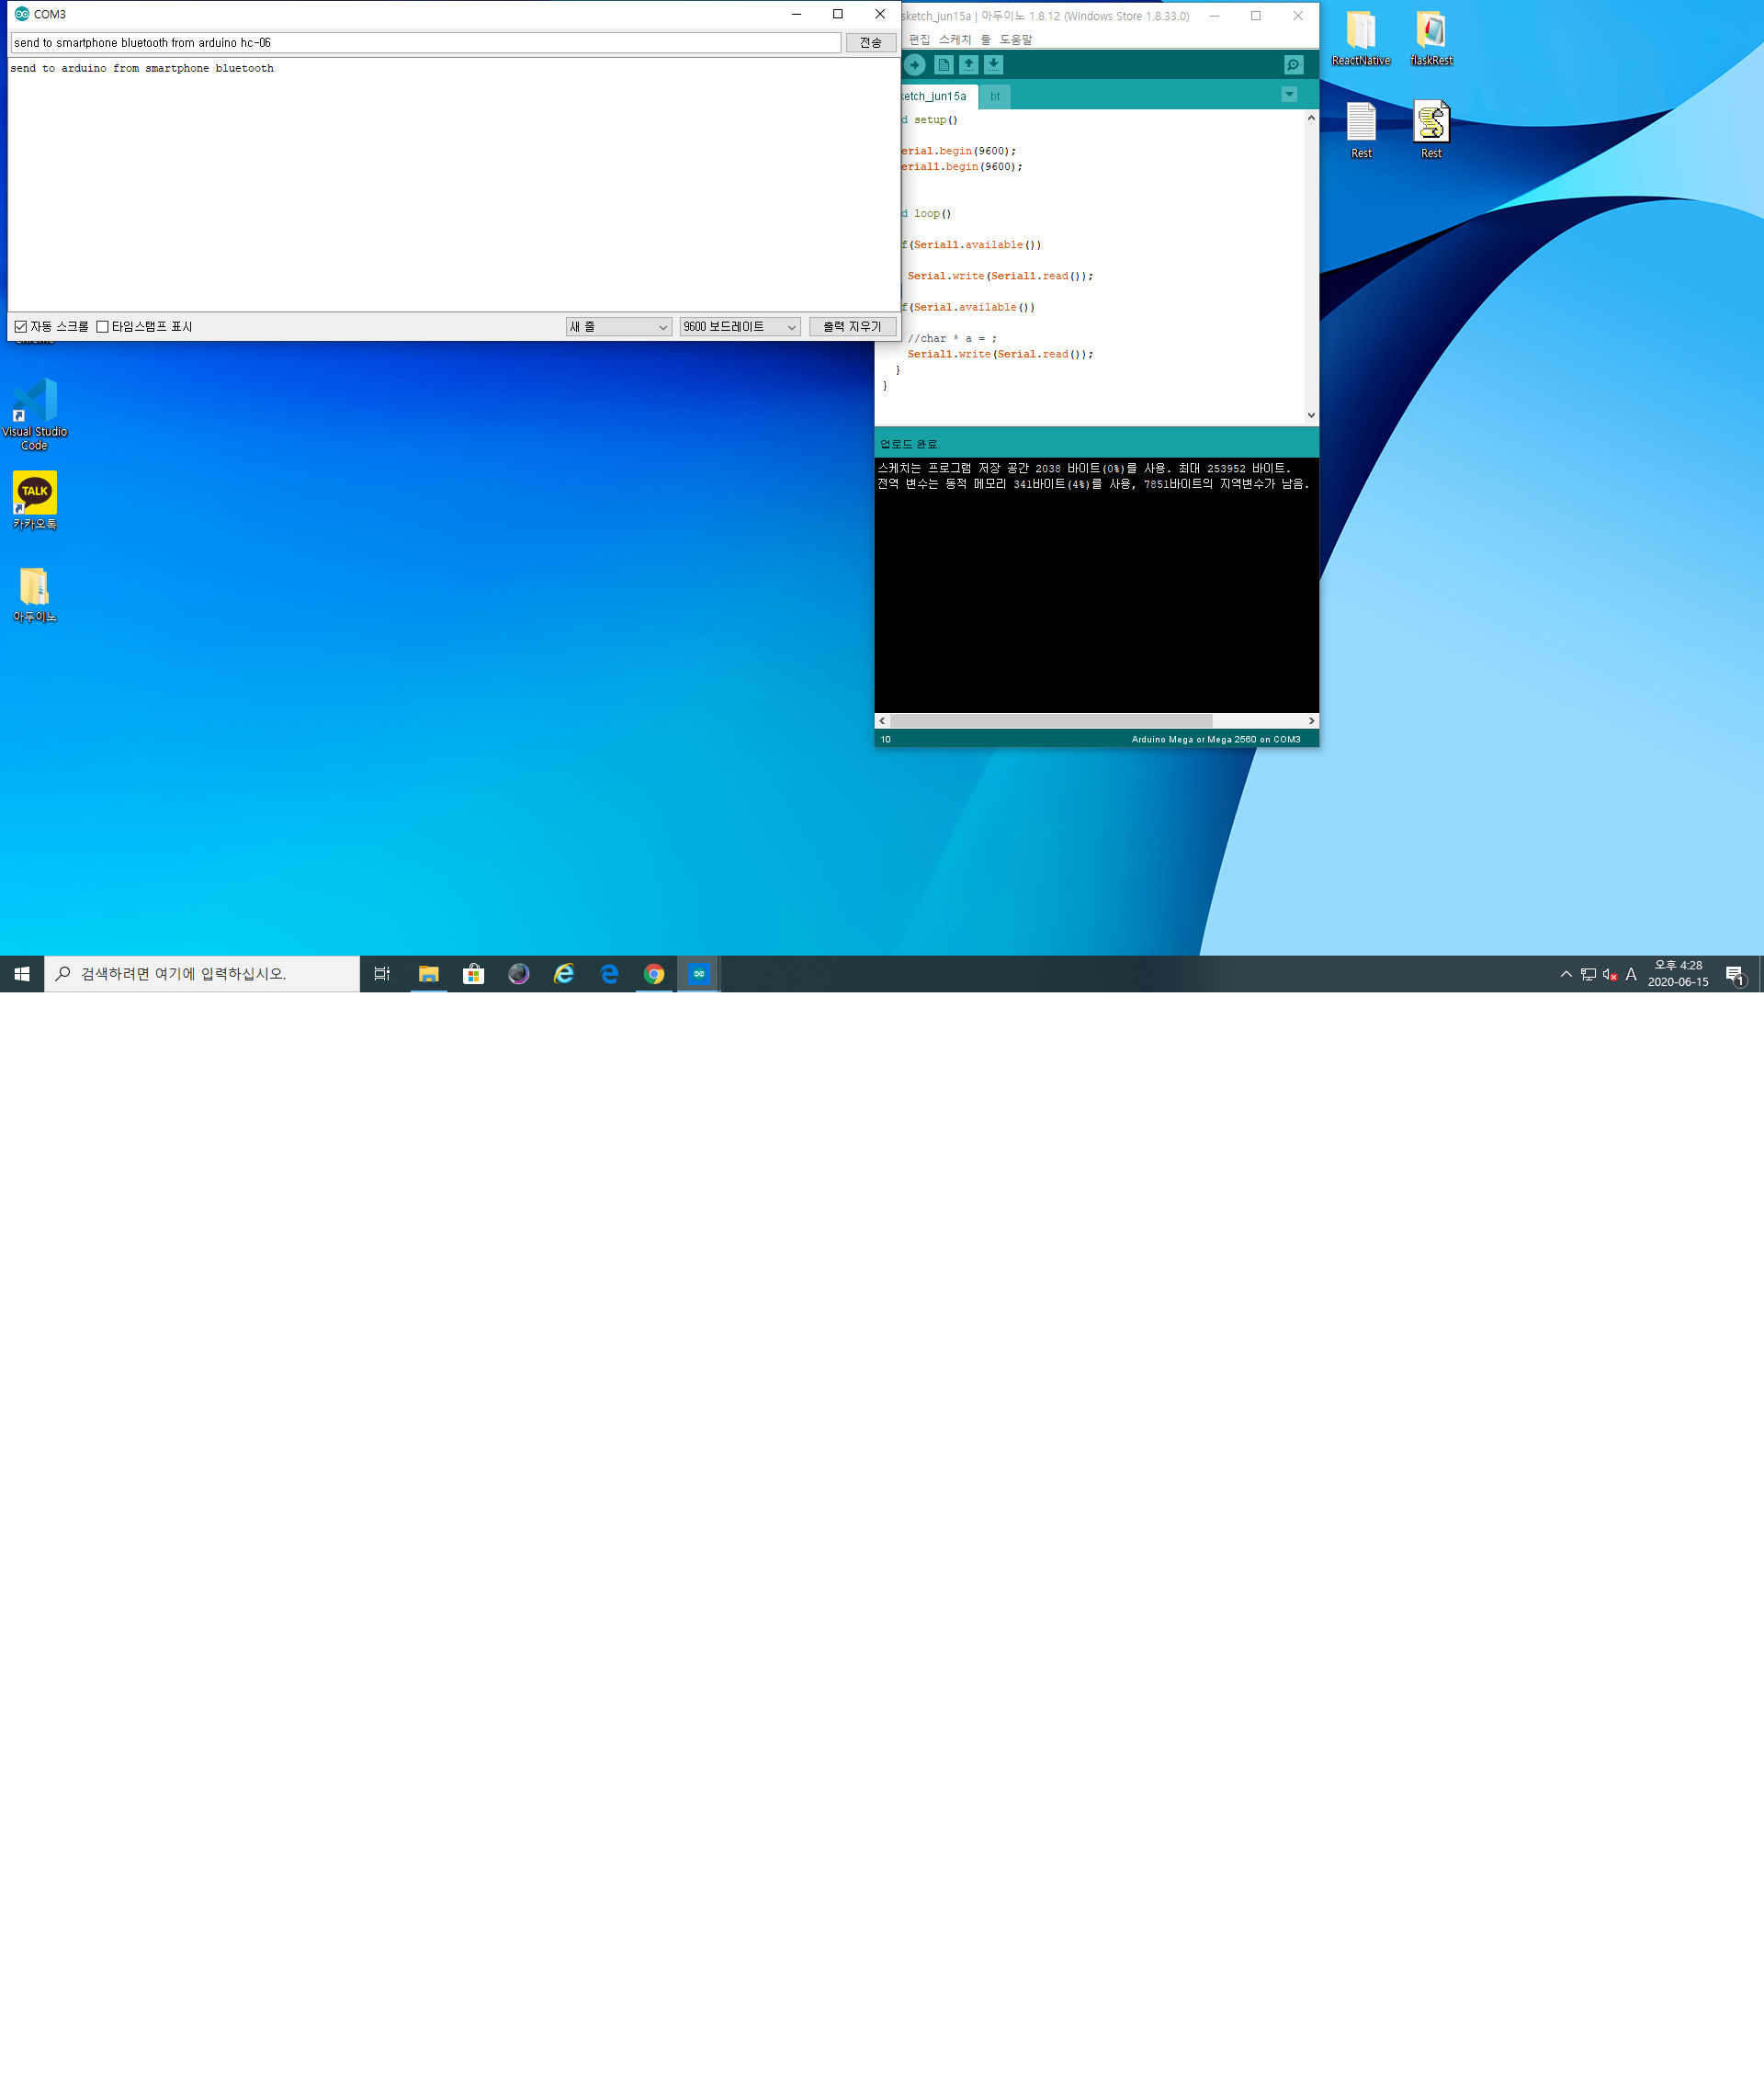 COM3
send to smartphone bluetooth from arduino hc-06
전송
send to arduino from smartphone bluetooth
자동 스크롤
타임스탬프 표시
새 줄
9600 보드레이트
출력 지우기
sketch_jun15a | 아두이노 1.8.12 (Windows Store 1.8.33.0)
편집 스케치 툴 도움말
ketch_jun15a
bt
d setup()
erial.begin(9600);
erial1.begin(9600);
d loop()
f(Serial1.available())
Serial.write(Serial1.read());
f(Serial.available())
//char * a = ;
Serial1.write(Serial.read());
}
}
업로드 완료.
스케치는 프로그램 저장 공간 2038 바이트(0%)를 사용. 최대 253952 바이트.
전역 변수는 동적 메모리 341바이트(4%)를 사용, 7851바이트의 지역변수가 남음.
10
Arduino Mega or Mega 2560 on COM3
ReactNative
flaskRest
Rest
Rest
Visual Studio
Code
TALK
카카오톡
아두이노
검색하려면 여기에 입력하십시오.
A
오후 4:28
2020-06-15
1